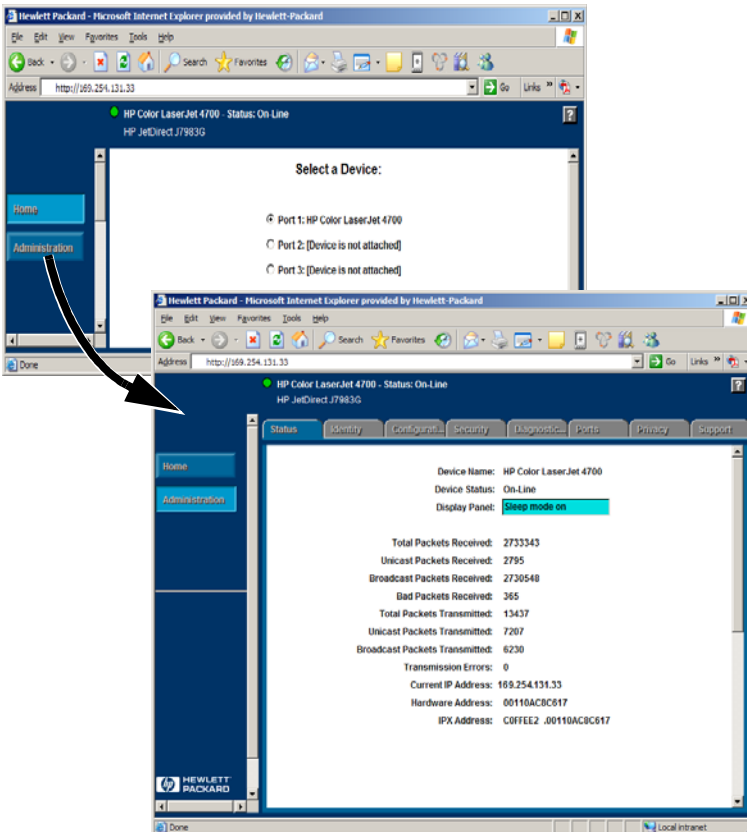 Hewlett Packard - Microsoft Internet Explorer provided by Hewlett-Packard
File Edit View Favorites Tools Help
Back Search Favorites
Address http://169.254.131.33 Go Links »
HP Color LaserJet 4700 - Status: On-Line
HP JetDirect J7983G
?
Select a Device:
Home
Administration
Port 1: HP Color LaserJet 4700
Port 2: [Device is not attached]
Port 3: [Device is not attached]
Done
Hewlett Packard - Microsoft Internet Explorer provided by Hewlett-Packard
File Edit View Favorites Tools Help
Back Search Favorites
Address http://169.254.131.33 Go Links »
HP Color LaserJet 4700 - Status: On-Line
HP JetDirect J7983G
?
Status Identity Configurati... Security Diagnostic... Ports Privacy Support
Home
Administration
Device Name: HP Color LaserJet 4700
Device Status: On-Line
Display Panel: Sleep mode on
Total Packets Received: 2733343
Unicast Packets Received: 2795
Broadcast Packets Received: 2730548
Bad Packets Received: 365
Total Packets Transmitted: 13437
Unicast Packets Transmitted: 7207
Broadcast Packets Transmitted: 6230
Transmission Errors: 0
Current IP Address: 169.254.131.33
Hardware Address: 00110AC8C617
IPX Address: C0FFEE2 .00110AC8C617
hp HEWLETT
PACKARD
Done Local intranet